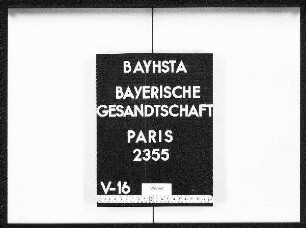 BAYHSTA
BAYERISCHE
GESANDTSCHAFT
PARIS
2355
V-16